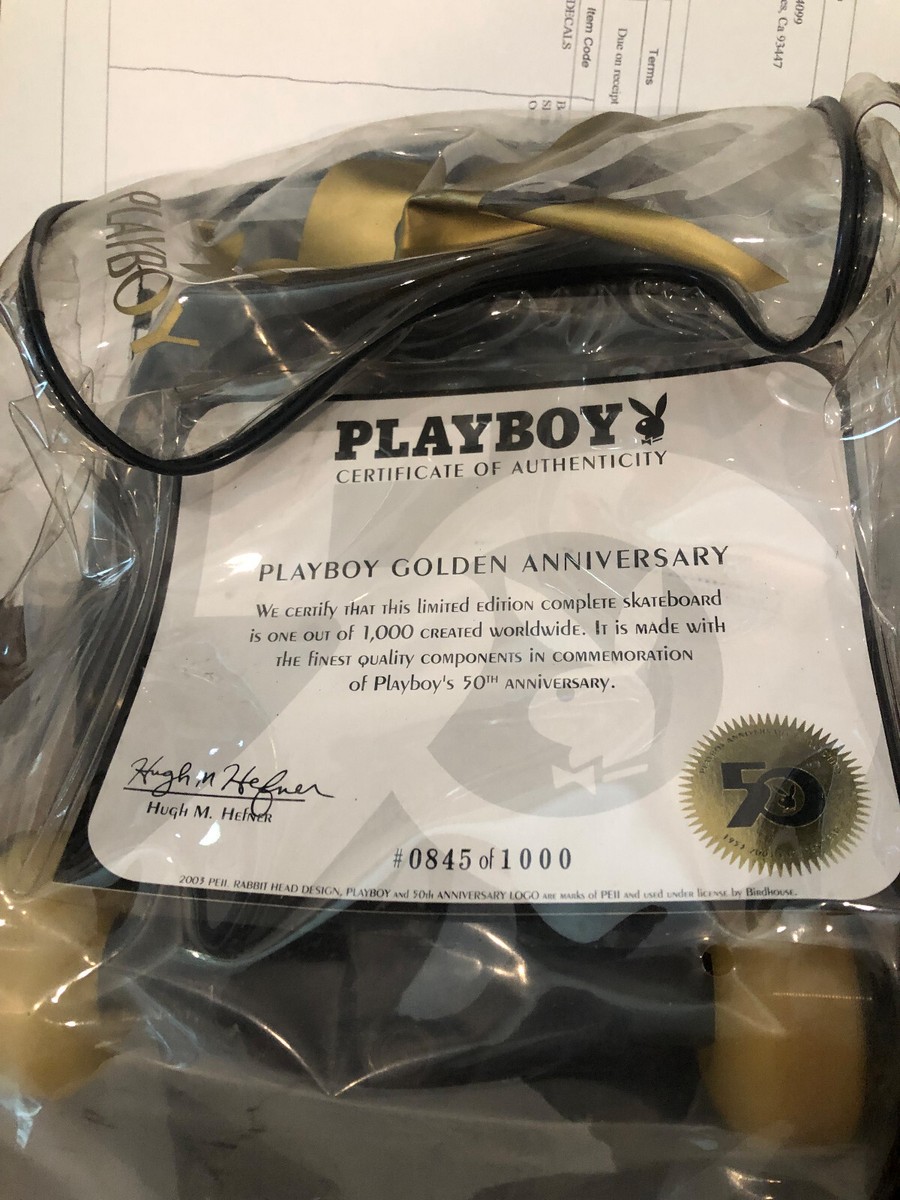 4099
es, Ca 93447
Terms
Due on receipt
Item Code
DECALS
PLAYBOY
PLAYBOY
CERTIFICATE OF AUTHENTICITY
PLAYBOY GOLDEN ANNIVERSARY
WE CERTIFY THAT THIS LIMITED EDITION COMPLETE SKATEBOARD
IS ONE OUT OF 1,000 CREATED WORLDWIDE. IT IS MADE WITH
THE FINEST QUALITY COMPONENTS IN COMMEMORATION
OF PLAYBOY'S 50TH ANNIVERSARY.
Hugh M Hefner
Hugh M. Hefner
50
#0845 of 1000
2003 PEII. RABBIT HEAD DESIGN, PLAYBOY and 50th ANNIVERSARY LOGO are marks of PEII and used under license by Birdhouse.